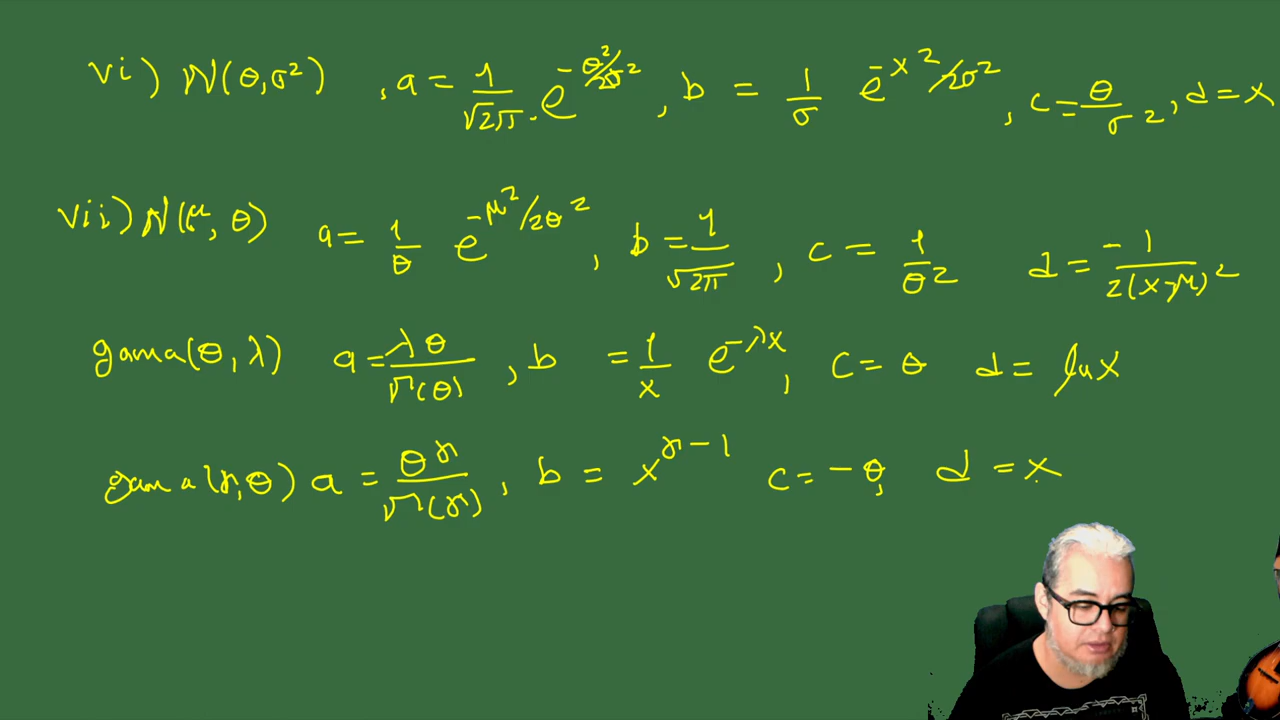 vi) N(θ,σ²) , a = 1/√2π · e^(-θ²/2σ²) , b = 1/σ e^(-x²/2σ²) , c = θ/σ² , d = x
vii) N(μ, θ) a = 1/θ e^(-μ²/2θ²) , b = 1/√2π , c = 1/θ² d = -1/2(x-μ)²
gama(θ, λ) a = λθ/Γ(θ) , b = 1/x e^(-λx) , c = θ d = ln x
gama(r,θ) a = θ^r/Γ(r) , b = x^(r-1) c = -θ, d = x